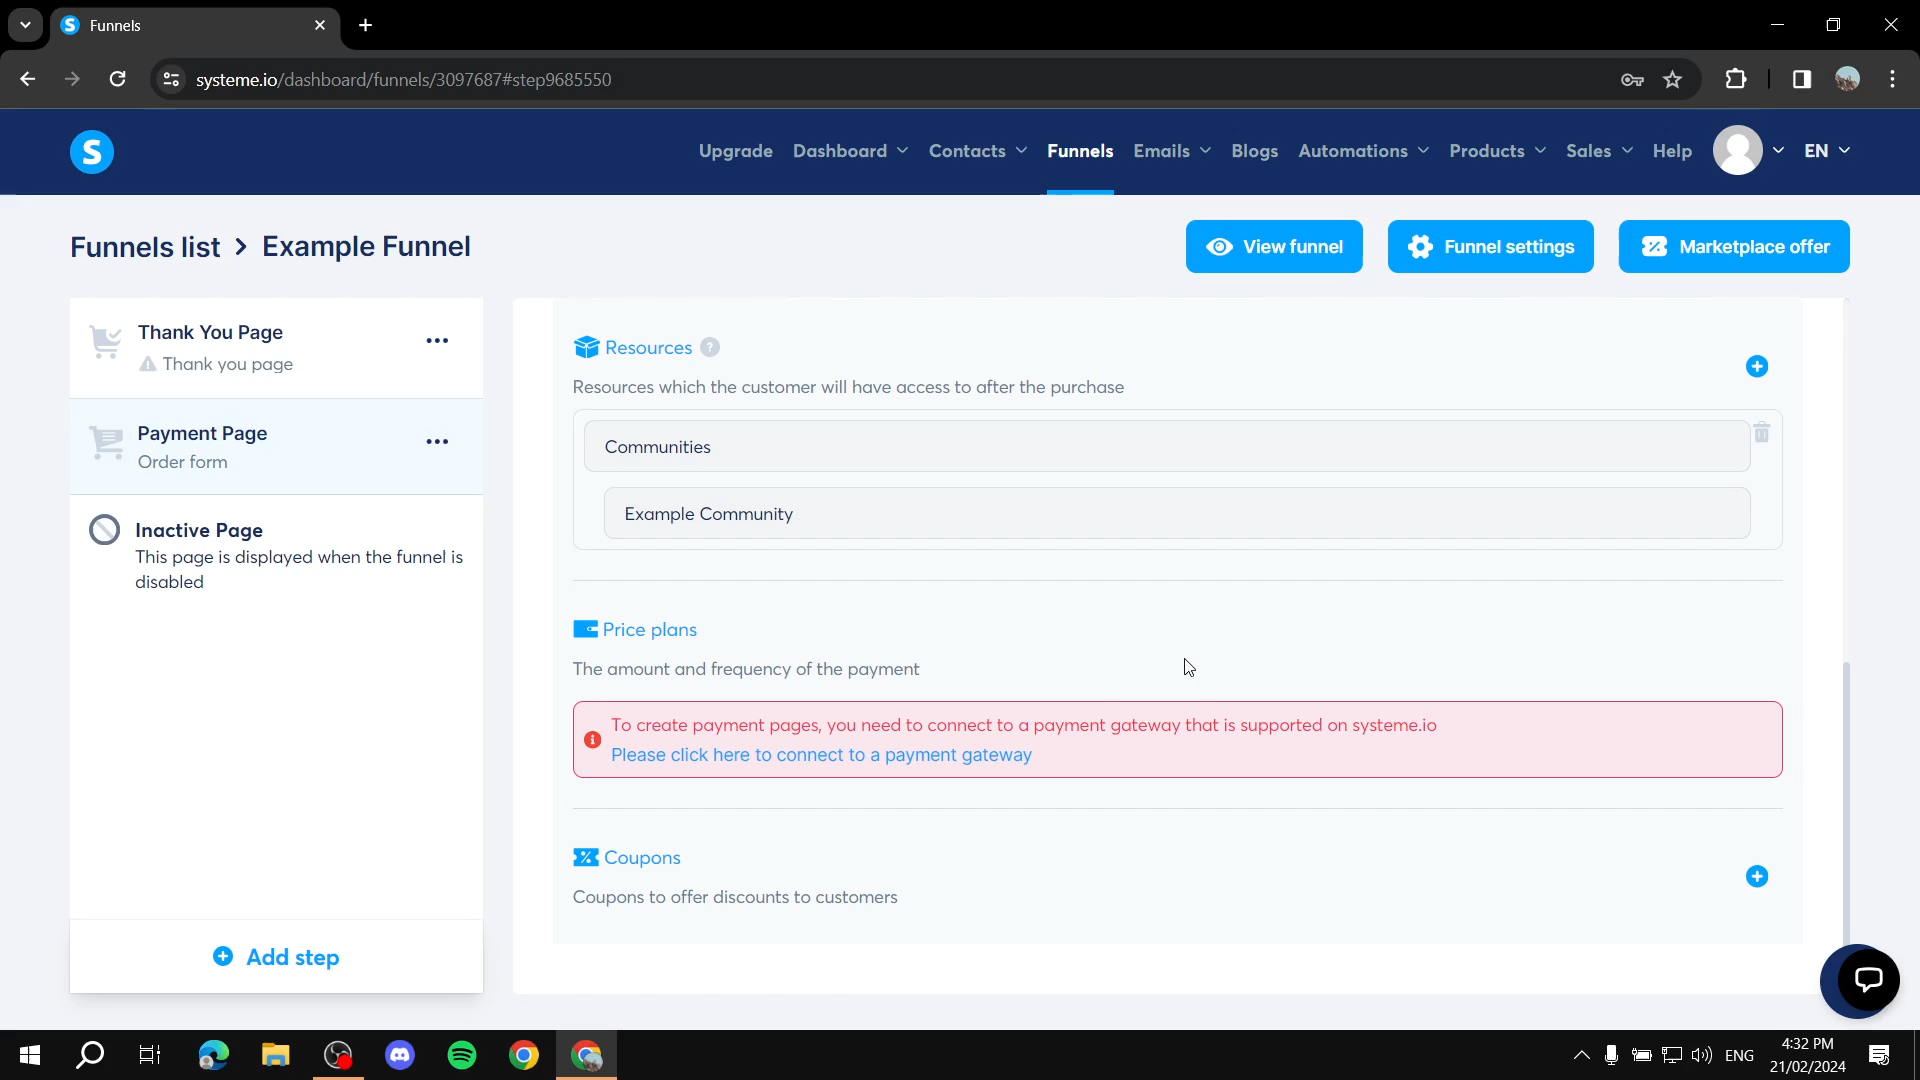 Funnels
systeme.io/dashboard/funnels/3097687#step9685550
S
Upgrade Dashboard Contacts Funnels Emails Blogs Automations Products Sales Help EN
Funnels list > Example Funnel
View funnel
Funnel settings
Marketplace offer
Thank You Page
Thank you page
Payment Page
Order form
Inactive Page
This page is displayed when the funnel is
disabled
Add step
Resources ?
Resources which the customer will have access to after the purchase
Communities
Example Community
Price plans
The amount and frequency of the payment
To create payment pages, you need to connect to a payment gateway that is supported on systeme.io
Please click here to connect to a payment gateway
Coupons
Coupons to offer discounts to customers
ENG
4:32 PM
21/02/2024